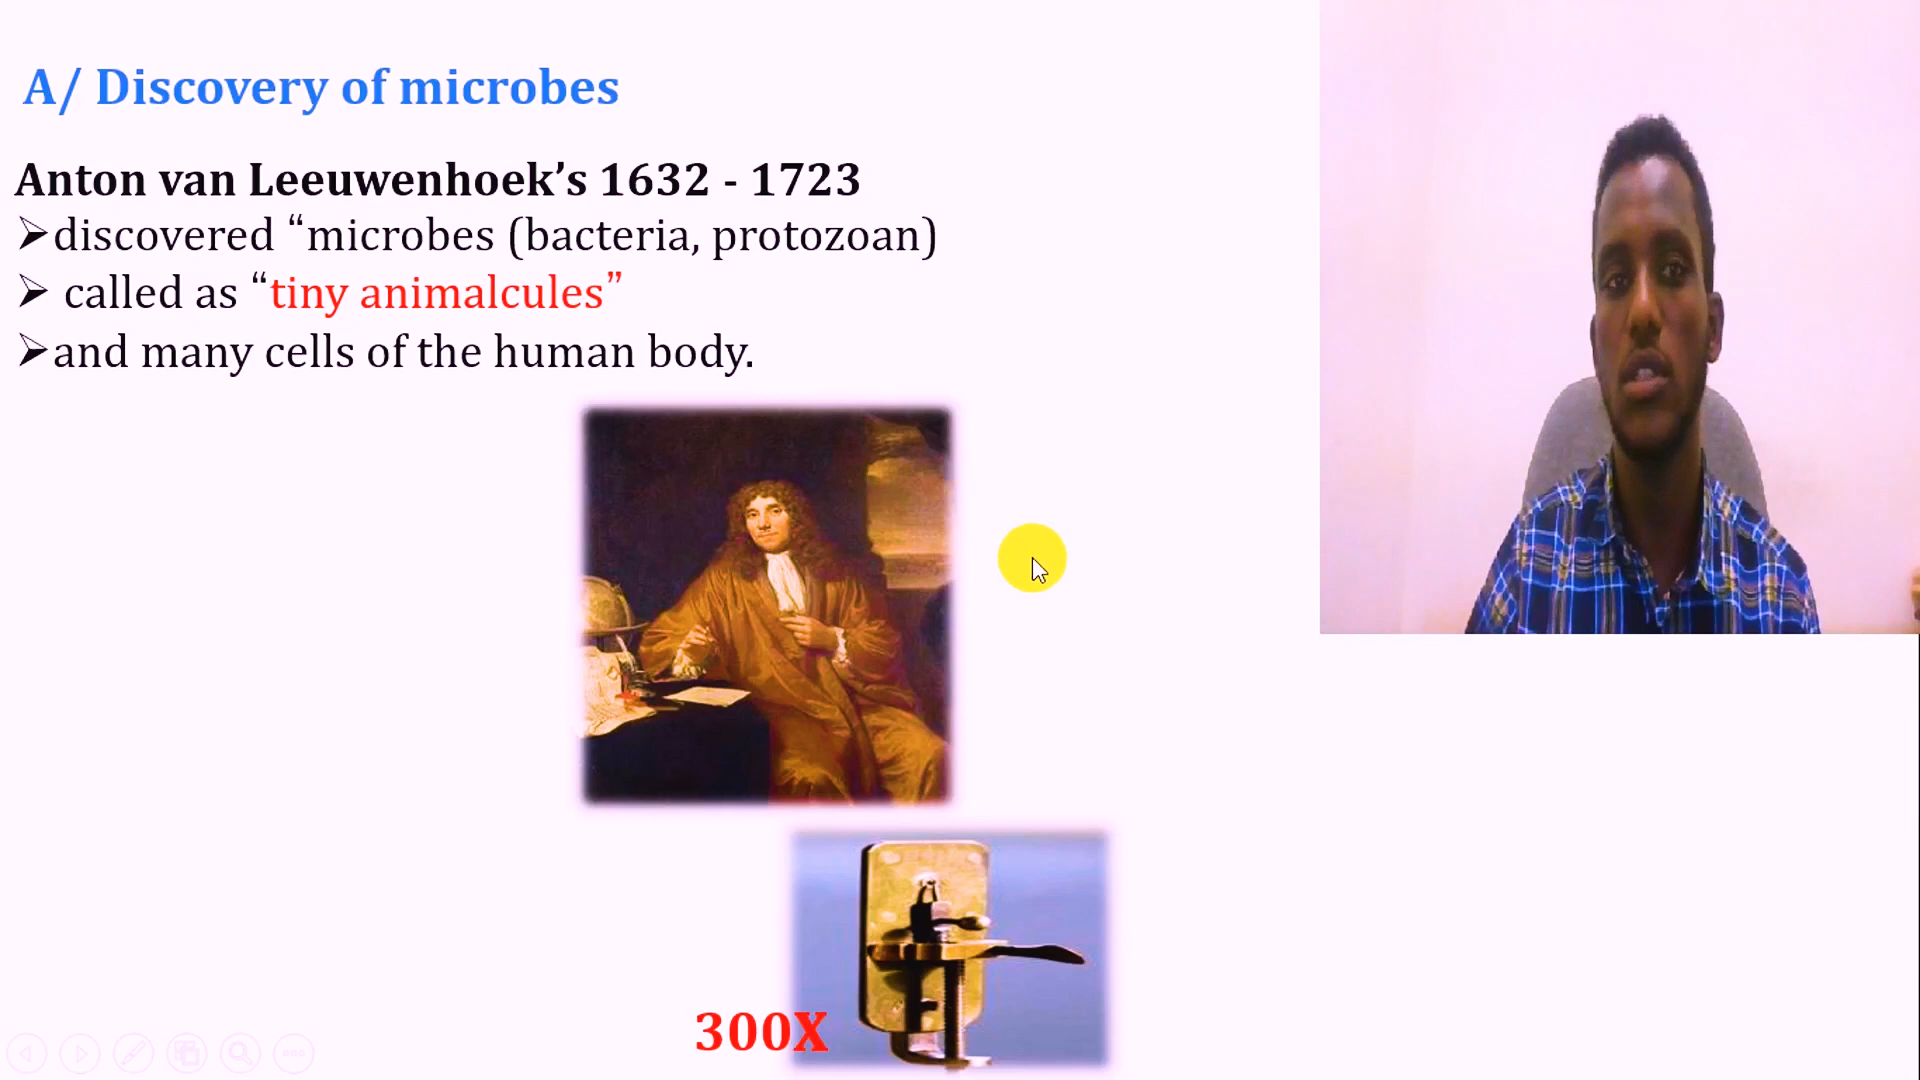 A/ Discovery of microbes
Anton van Leeuwenhoek’s 1632 - 1723
➢discovered “microbes (bacteria, protozoan)
➢ called as “tiny animalcules”
➢and many cells of the human body.
300X